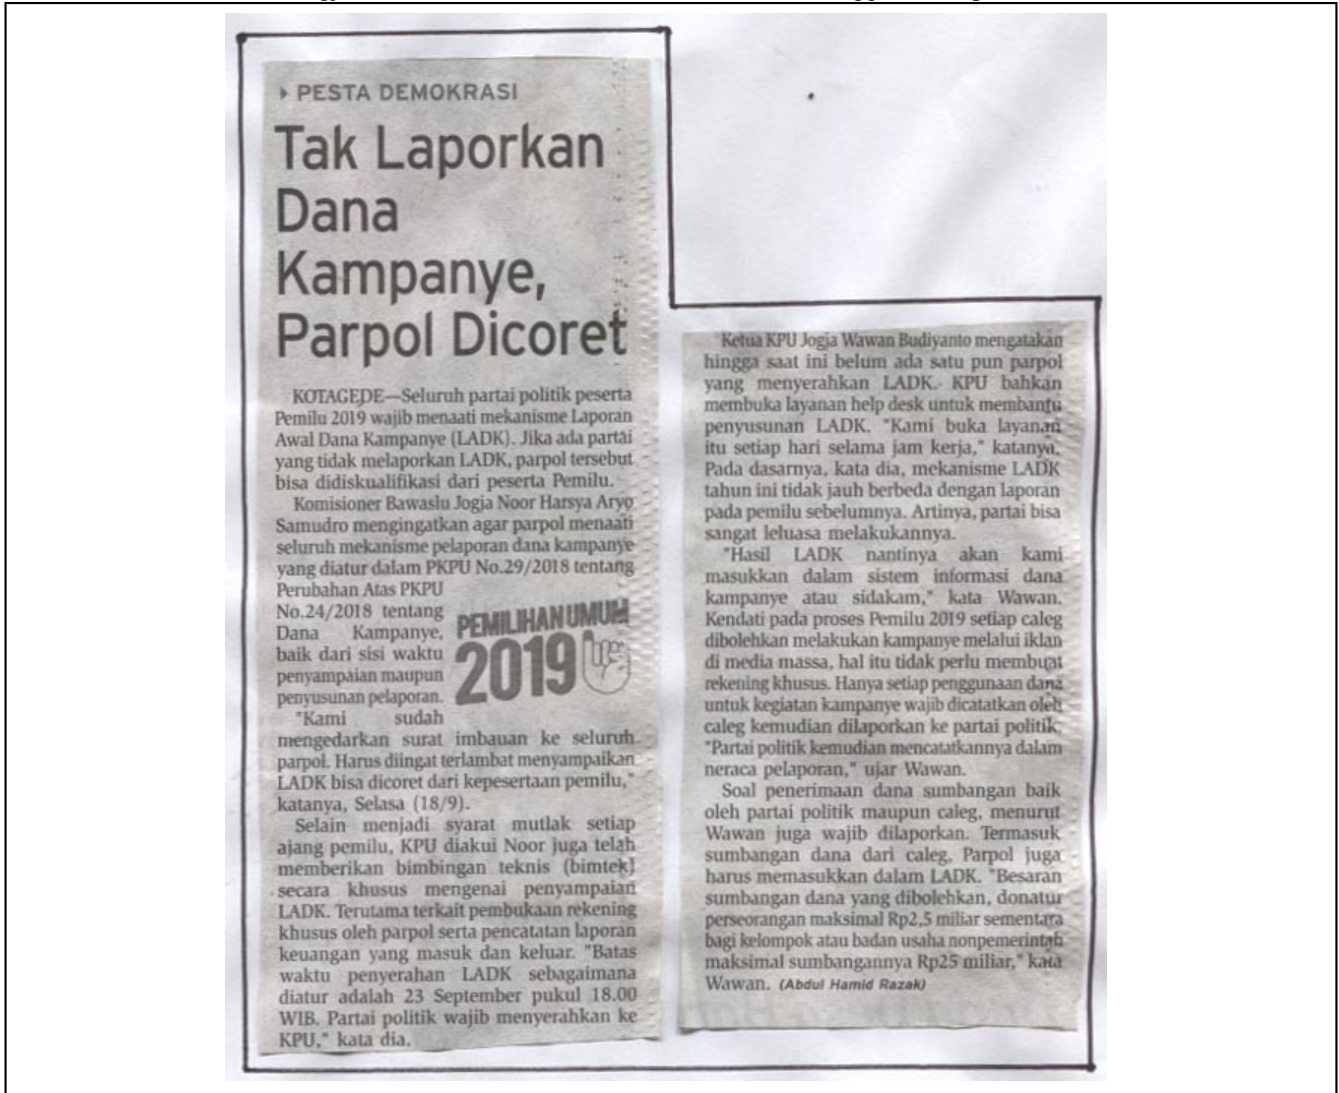 PESTA DEMOKRASI
Tak Laporkan
Dana
Kampanye,
Parpol Dicoret
KOTAGEDE—Seluruh partai politik peserta
Pemilu 2019 wajib menaati mekanisme Laporan
Awal Dana Kampanye (LADK). Jika ada partai
yang tidak melaporkan LADK, parpol tersebut
bisa didiskualifikasi dari peserta Pemilu.
Komisioner Bawaslu Jogja Noor Harsya Aryo
Samudro mengingatkan agar parpol menaati
seluruh mekanisme pelaporan dana kampanye
yang diatur dalam PKPU No.29/2018 tentang
Perubahan Atas PKPU
No.24/2018 tentang
Dana Kampanye,
baik dari sisi waktu
penyampaian maupun
penyusunan pelaporan.
PEMILIHAN UMUM
2019
"Kami sudah
mengedarkan surat imbauan ke seluruh
parpol. Harus diingat terlambat menyampaikan
LADK bisa dicoret dari kepesertaan pemilu,"
katanya, Selasa (18/9).
Selain menjadi syarat mutlak setiap
ajang pemilu, KPU diakui Noor juga telah
memberikan bimbingan teknis (bimtek)
secara khusus mengenai penyampaian
LADK. Terutama terkait pembukaan rekening
khusus oleh parpol serta pencatatan laporan
keuangan yang masuk dan keluar. "Batas
waktu penyerahan LADK sebagaimana
diatur adalah 23 September pukul 18.00
WIB. Partai politik wajib menyerahkan ke
KPU," kata dia.
Ketua KPU Jogja Wawan Budiyanto mengatakan
hingga saat ini belum ada satu pun parpol
yang menyerahkan LADK. KPU bahkan
membuka layanan help desk untuk membantu
penyusunan LADK. "Kami buka layanan
itu setiap hari selama jam kerja," katanya.
Pada dasarnya, kata dia, mekanisme LADK
tahun ini tidak jauh berbeda dengan laporan
pada pemilu sebelumnya. Artinya, partai bisa
sangat leluasa melakukannya.
"Hasil LADK nantinya akan kami
masukkan dalam sistem informasi dana
kampanye atau sidakam," kata Wawan.
Kendati pada proses Pemilu 2019 setiap caleg
dibolehkan melakukan kampanye melalui iklan
di media massa, hal itu tidak perlu membuat
rekening khusus. Hanya setiap penggunaan dana
untuk kegiatan kampanye wajib dicatatkan oleh
caleg kemudian dilaporkan ke partai politik.
"Partai politik kemudian mencatatkannya dalam
neraca pelaporan," ujar Wawan.
Soal penerimaan dana sumbangan baik
oleh partai politik maupun caleg, menurut
Wawan juga wajib dilaporkan. Termasuk
sumbangan dana dari caleg. Parpol juga
harus memasukkan dalam LADK. "Besaran
sumbangan dana yang dibolehkan, donatur
perseorangan maksimal Rp2,5 miliar sementara
bagi kelompok atau badan usaha nonpemerintah
maksimal sumbangannya Rp25 miliar," kata
Wawan. (Abdul Hamid Razak)